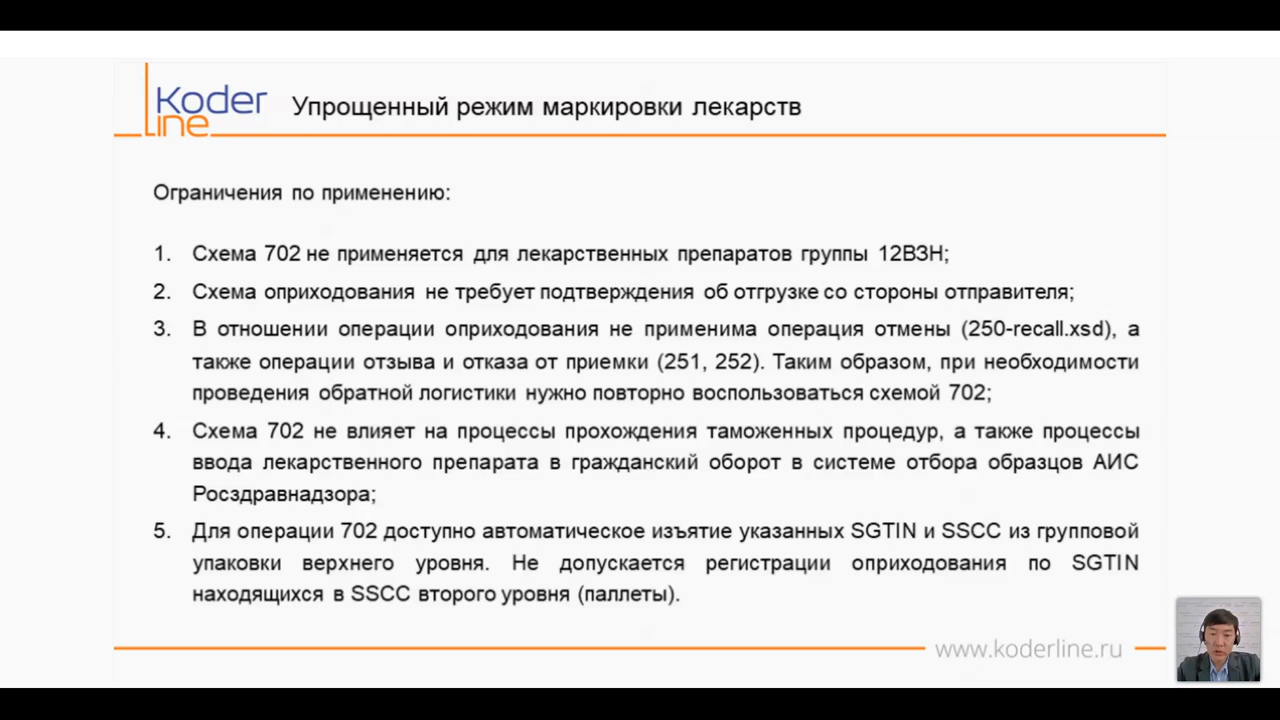 Koder
line
Упрощенный режим маркировки лекарств
Ограничения по применению:
1. Схема 702 не применяется для лекарственных препаратов группы 12ВЗН;
2. Схема оприходования не требует подтверждения об отгрузке со стороны отправителя;
3. В отношении операции оприходования не применима операция отмены (250-recall.xsd), а
также операции отзыва и отказа от приемки (251, 252). Таким образом, при необходимости
проведения обратной логистики нужно повторно воспользоваться схемой 702;
4. Схема 702 не влияет на процессы прохождения таможенных процедур, а также процессы
ввода лекарственного препарата в гражданский оборот в системе отбора образцов АИС
Росздравнадзора;
5. Для операции 702 доступно автоматическое изъятие указанных SGTIN и SSCC из групповой
упаковки верхнего уровня. Не допускается регистрации оприходования по SGTIN
находящихся в SSCC второго уровня (паллеты).
www.koderline.ru